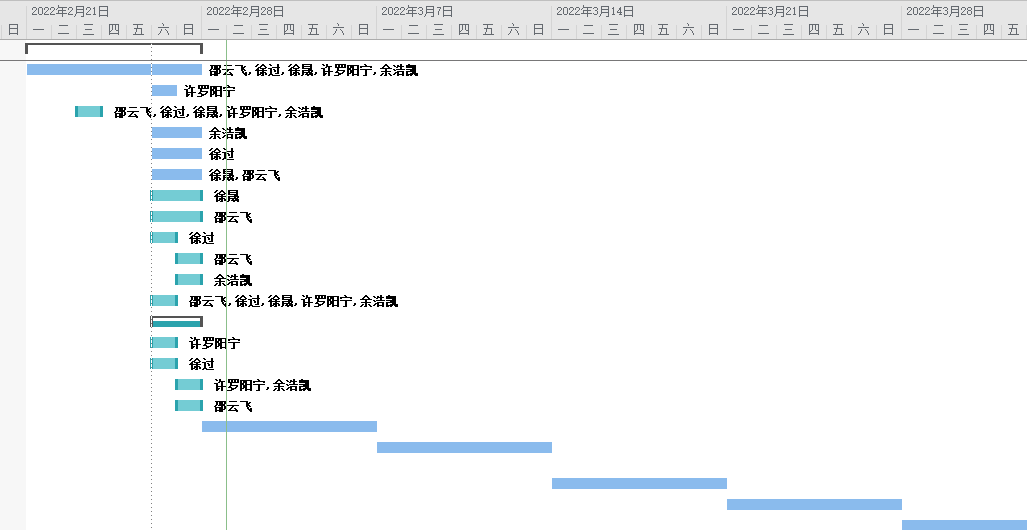 2022年2月21日 2022年2月28日 2022年3月7日 2022年3月14日 2022年3月21日 2022年3月28日
日 一 二 三 四 五 六 日 一 二 三 四 五 六 日 一 二 三 四 五 六 日 一 二 三 四 五 六 日 一 二 三 四 五 六 日 一 二 三 四 五
邵云飞, 徐过, 徐晟, 许罗阳宁, 余浩凯
许罗阳宁
邵云飞, 徐过, 徐晟, 许罗阳宁, 余浩凯
余浩凯
徐过
徐晟, 邵云飞
徐晟
邵云飞
徐过
邵云飞
余浩凯
邵云飞, 徐过, 徐晟, 许罗阳宁, 余浩凯
许罗阳宁
徐过
许罗阳宁, 余浩凯
邵云飞